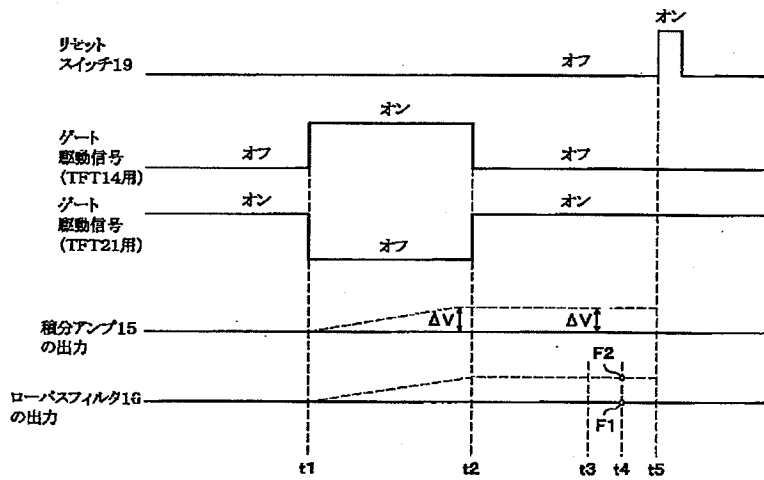 リセット
スイッチ19
オフ
オン
ゲート
駆動信号
(TFT14用)
オフ
オン
オフ
ゲート
駆動信号
(TFT21用)
オン
オフ
オン
積分アンプ15
の出力
ΔV
ΔV
ローパスフィルタ16
の出力
F2
F1
t1
t2
t3
t4
t5